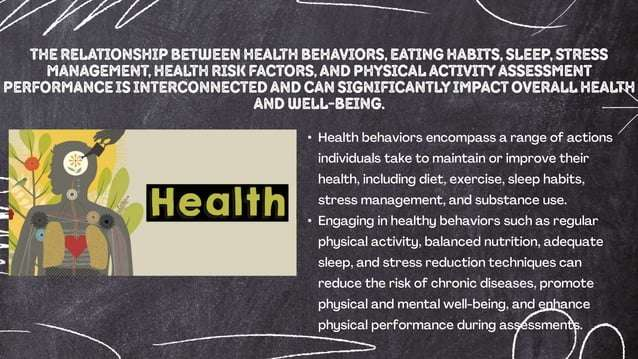 THE RELATIONSHIP BETWEEN HEALTH BEHAVIORS, EATING HABITS, SLEEP, STRESS
MANAGEMENT, HEALTH RISK FACTORS, AND PHYSICAL ACTIVITY ASSESSMENT
PERFORMANCE IS INTERCONNECTED AND CAN SIGNIFICANTLY IMPACT OVERALL HEALTH
AND WELL-BEING.
Health
• Health behaviors encompass a range of actions
individuals take to maintain or improve their
health, including diet, exercise, sleep habits,
stress management, and substance use.
• Engaging in healthy behaviors such as regular
physical activity, balanced nutrition, adequate
sleep, and stress reduction techniques can
reduce the risk of chronic diseases, promote
physical and mental well-being, and enhance
physical performance during assessments.